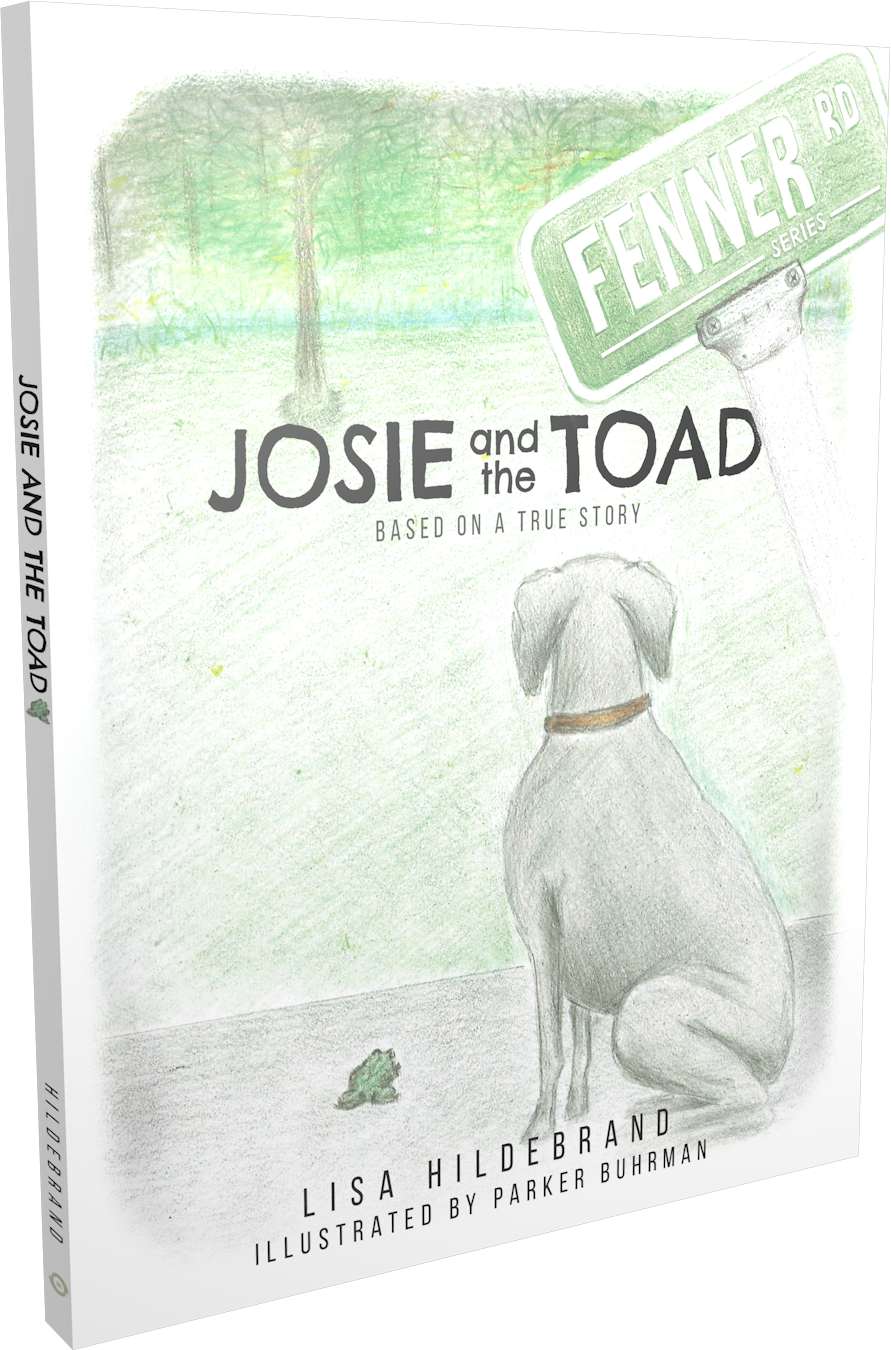 FENNER RD
SERIES
JOSIE and the TOAD
BASED ON A TRUE STORY
LISA HILDEBRAND
ILLUSTRATED BY PARKER BUHRMAN
JOSIE AND THE TOAD
HILDEBRAND